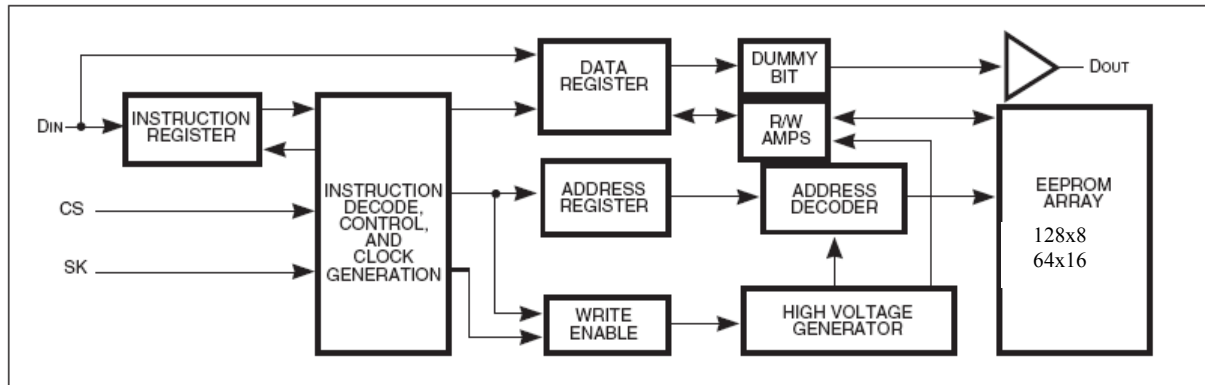 DIN
INSTRUCTION
REGISTER
CS
SK
INSTRUCTION
DECODE,
CONTROL,
AND
CLOCK
GENERATION
DATA
REGISTER
ADDRESS
REGISTER
WRITE
ENABLE
DUMMY
BIT
R/W
AMPS
ADDRESS
DECODER
HIGH VOLTAGE
GENERATOR
DOUT
EEPROM
ARRAY
128x8
64x16